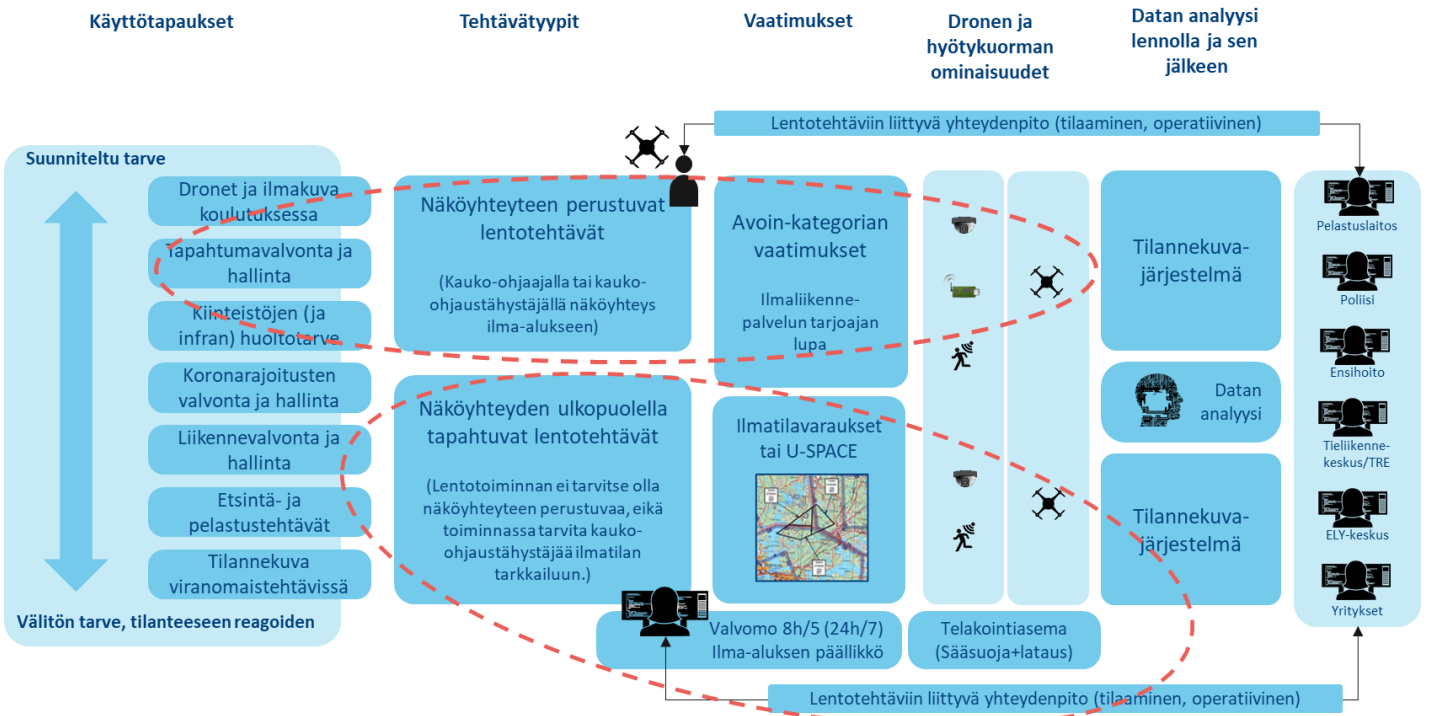 Käyttötapaukset
Tehtävätyypit
Vaatimukset
Dronen ja
hyötykuorman
ominaisuudet
Datan analyysi
lennolla ja sen
jälkeen
Lentotehtäviin liittyvä yhteydenpito (tilaaminen, operatiivinen)
Suunniteltu tarve
Dronet ja ilmakuva
koulutuksessa
Tapahtumavalvonta ja
hallinta
Kiinteistöjen (ja
infran) huoltotarve
Koronarajoitusten
valvonta ja hallinta
Liikennevalvonta ja
hallinta
Etsintä- ja
pelastustehtävät
Tilannekuva
viranomaistehtävissä
Välitön tarve, tilanteeseen reagoiden
Näköyhteyteen perustuvat
lentotehtävät
(Kauko-ohjaajalla tai kauko-
ohjaustähystäjällä näköyhteys
ilma-alukseen)
Näköyhteyden ulkopuolella
tapahtuvat lentotehtävät
(Lentotoiminnan ei tarvitse olla
näköyhteyteen perustuvaa, eikä
toiminnassa tarvita kauko-
ohjaustähystäjää ilmatilan
tarkkailuun.)
Avoin-kategorian
vaatimukset
Ilmaliikenne-
palvelun tarjoajan
lupa
Ilmatilavaraukset
tai U-SPACE
Valvomo 8h/5 (24h/7)
Ilma-aluksen päällikkö
Telakointiasema
(Sääsuoja+lataus)
Tilannekuva-
järjestelmä
Datan
analyysi
Tilannekuva-
järjestelmä
Pelastuslaitos
Poliisi
Ensihoito
Tieliikenne-
keskus/TRE
ELY-keskus
Yritykset
Lentotehtäviin liittyvä yhteydenpito (tilaaminen, operatiivinen)